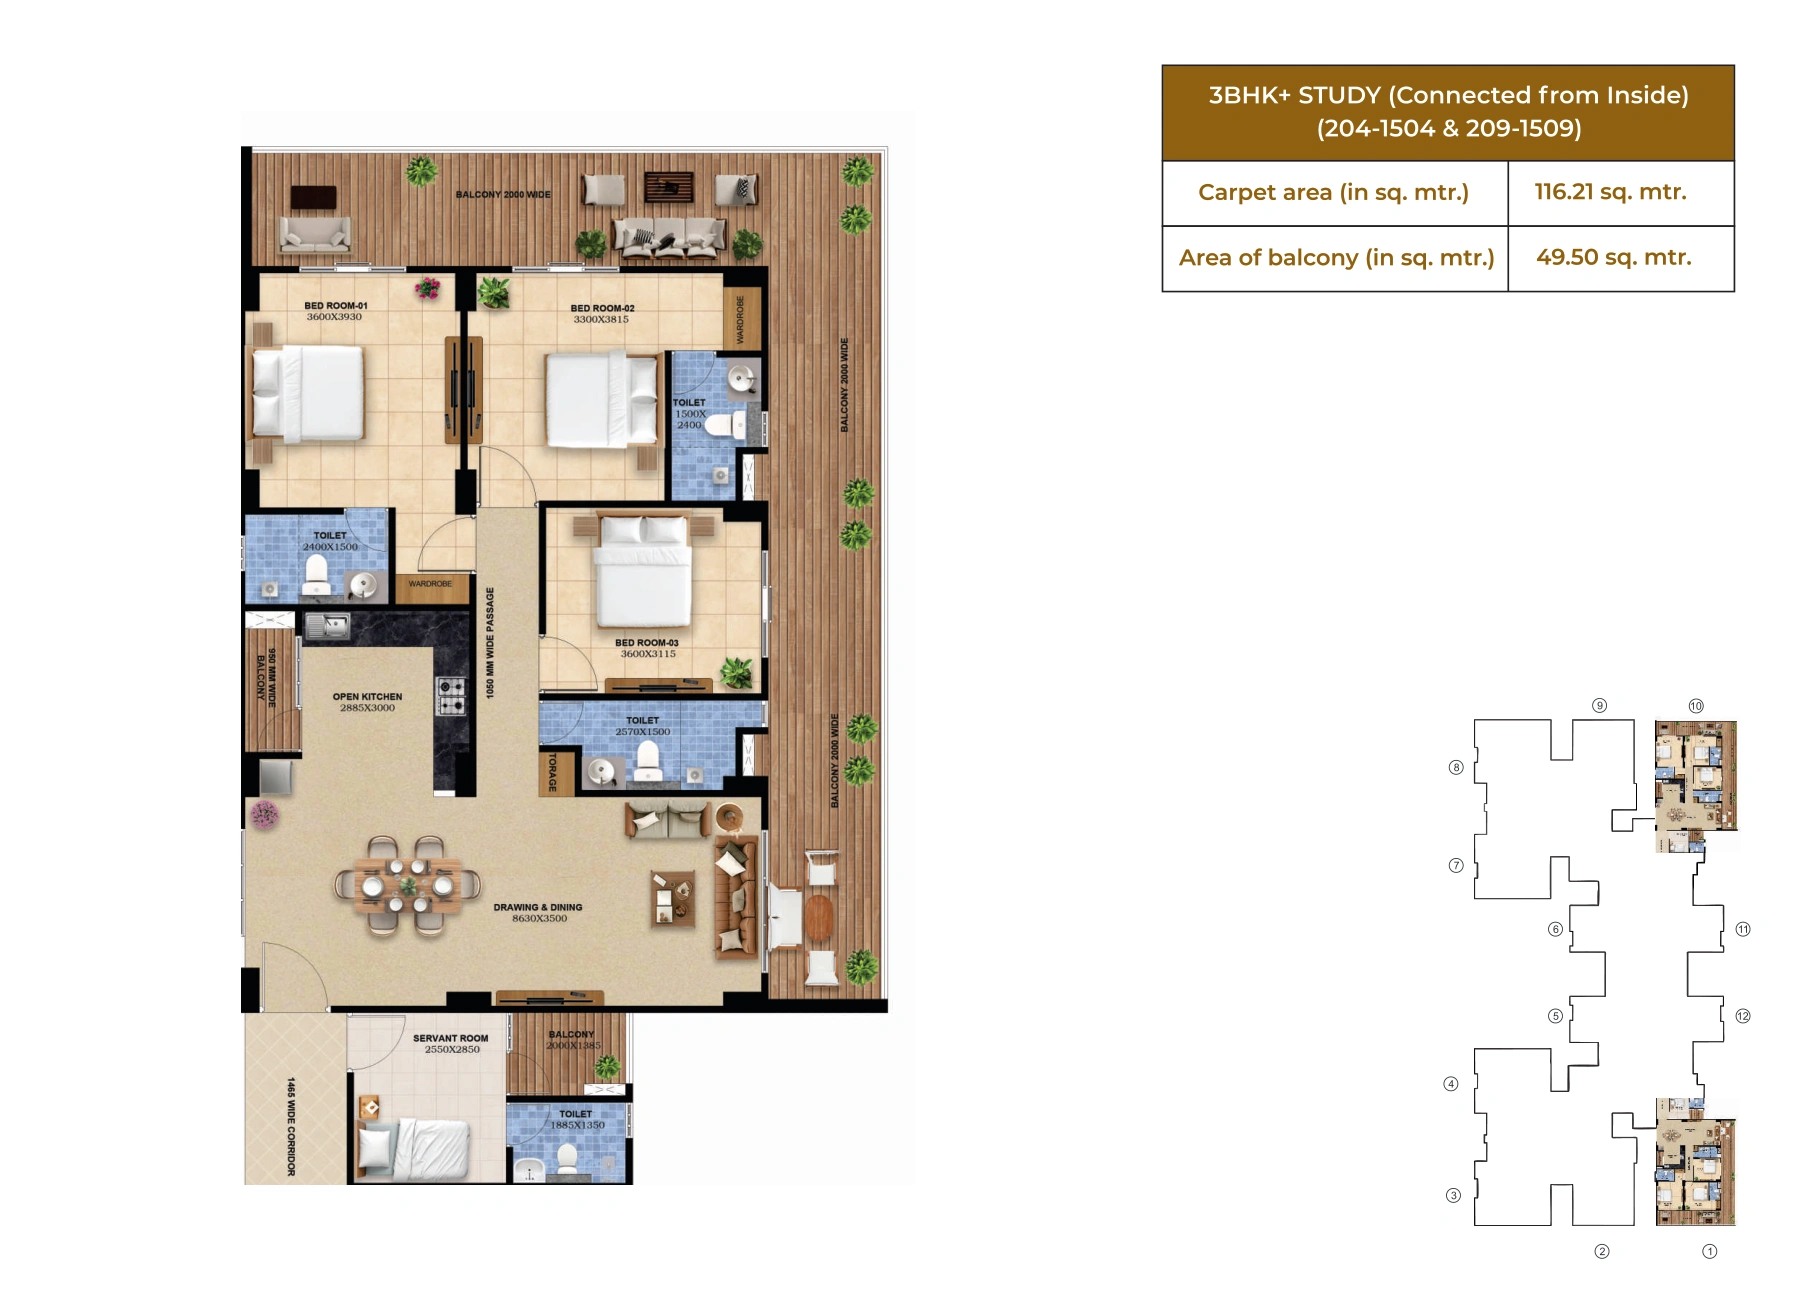 3BHK+ STUDY (Connected from Inside)
(204-1504 & 209-1509)
Carpet area (in sq. mtr.) 116.21 sq. mtr.
Area of balcony (in sq. mtr.) 49.50 sq. mtr.
BALCONY 2000 WIDE
BED ROOM-01
3600X3930
BED ROOM-02
3300X3815
WARDROBE
BALCONY 2000 WIDE
TOILET
1500X
2400
TOILET
2400X1500
WARDROBE
1050 MM WIDE PASSAGE
BED ROOM-03
3600X3115
950 MM WIDE
BALCONY
OPEN KITCHEN
2885X3000
TOILET
2570X1500
TORAGE
BALCONY 2000 WIDE
DRAWING & DINING
8630X3500
SERVANT ROOM
2550X2850
BALCONY
2000X1385
1465 WIDE CORRIDOR
TOILET
1885X1350
9
10
8
7
6
11
5
12
4
3
2
1